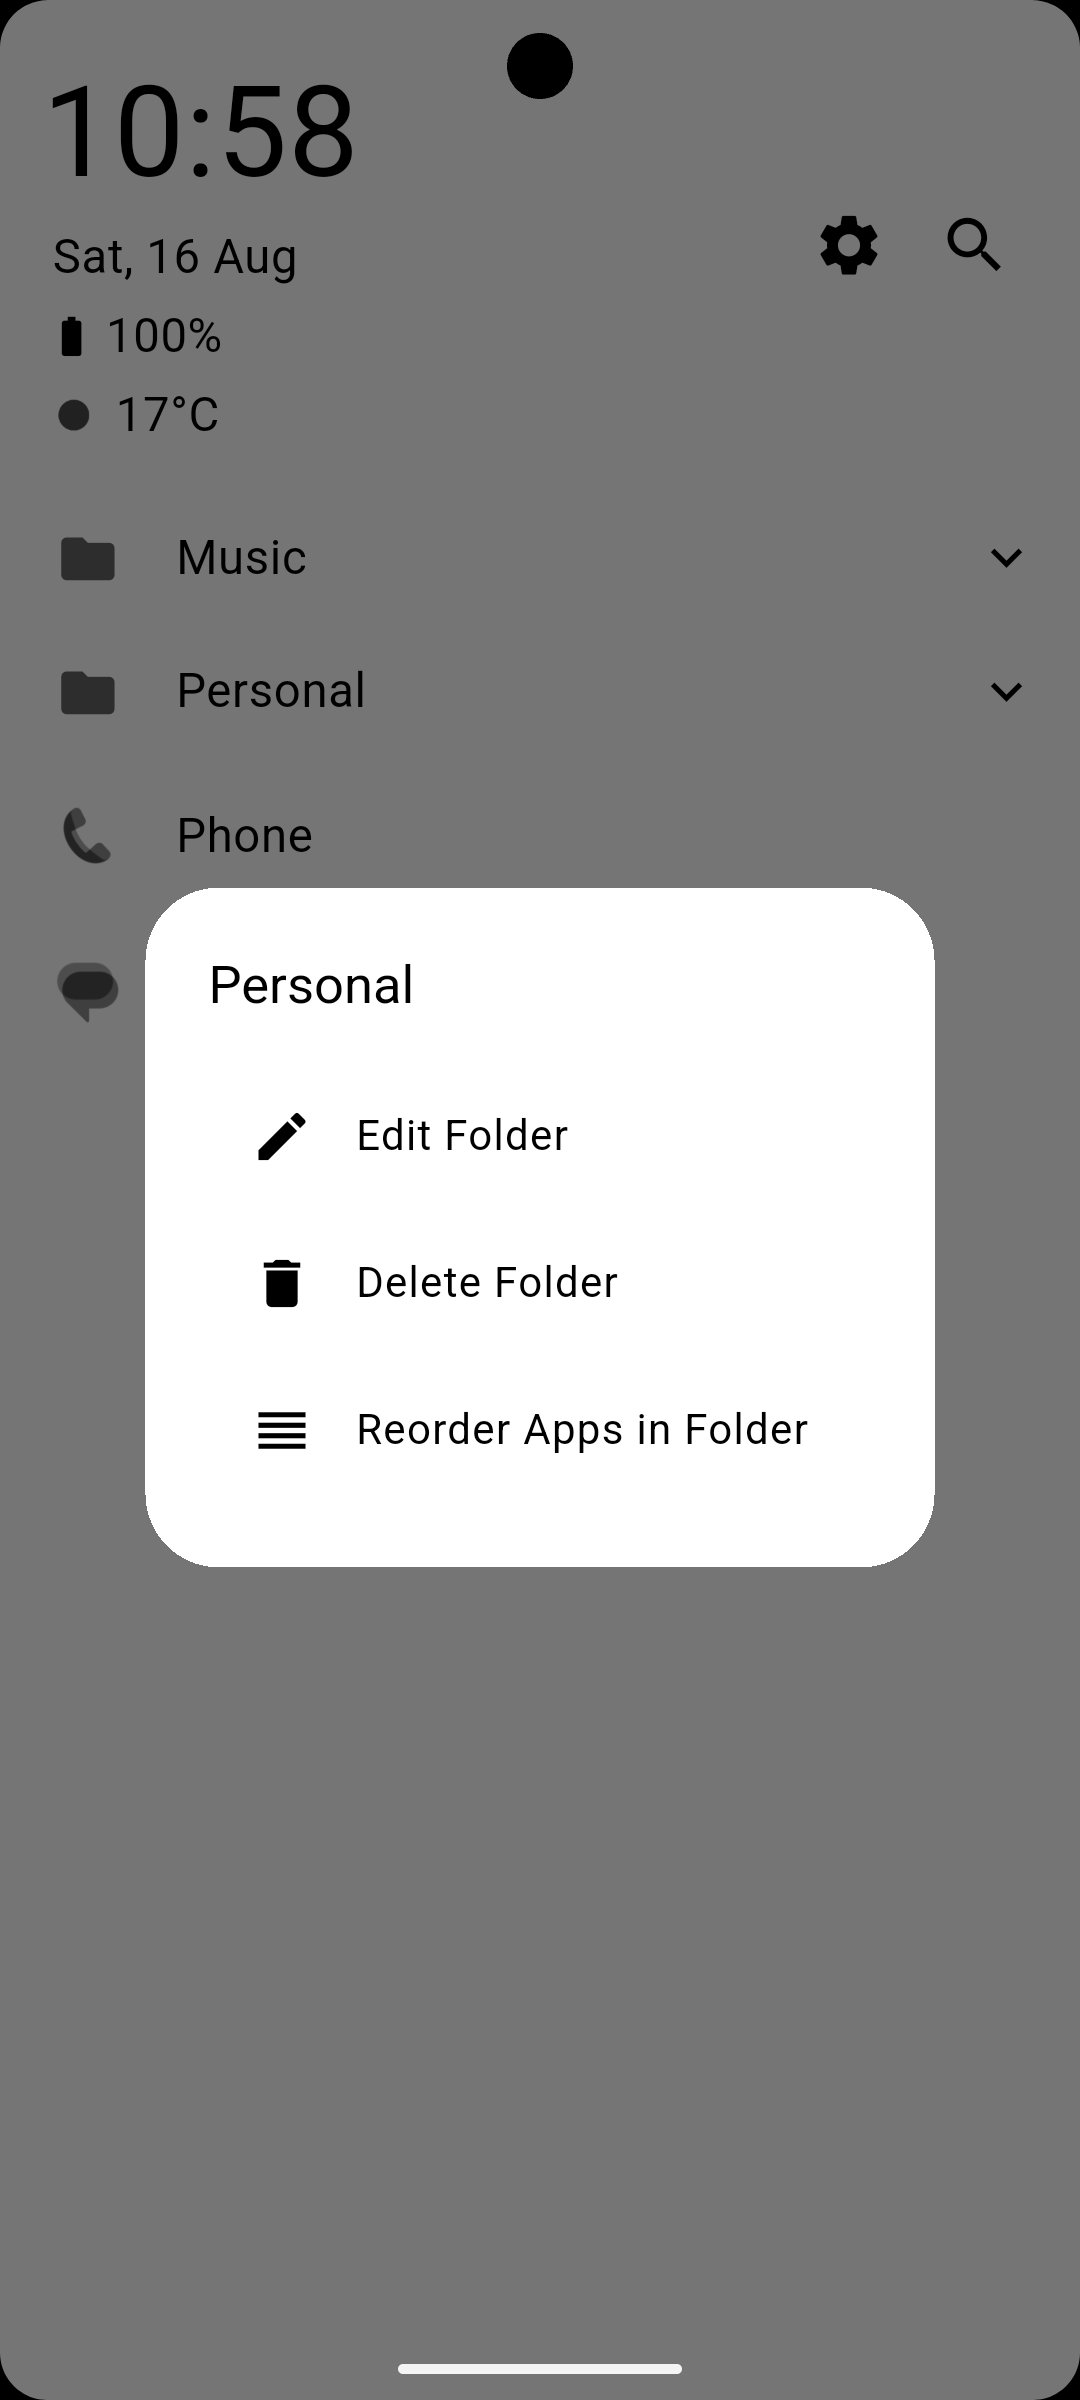 10:58
Sat, 16 Aug
100%
17°C
Music
Personal
Phone
Personal
Edit Folder
Delete Folder
Reorder Apps in Folder